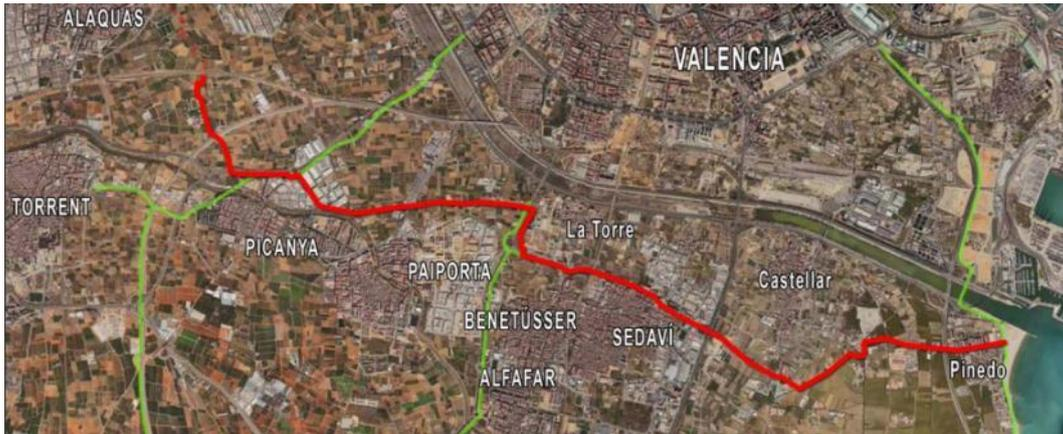 ALAQUAS
VALENCIA
TORRENT
PICANYA
La Torre
PAIPORTA
Castellar
BENETÚSSER
SEDAVÍ
ALFAFAR
Pinedo